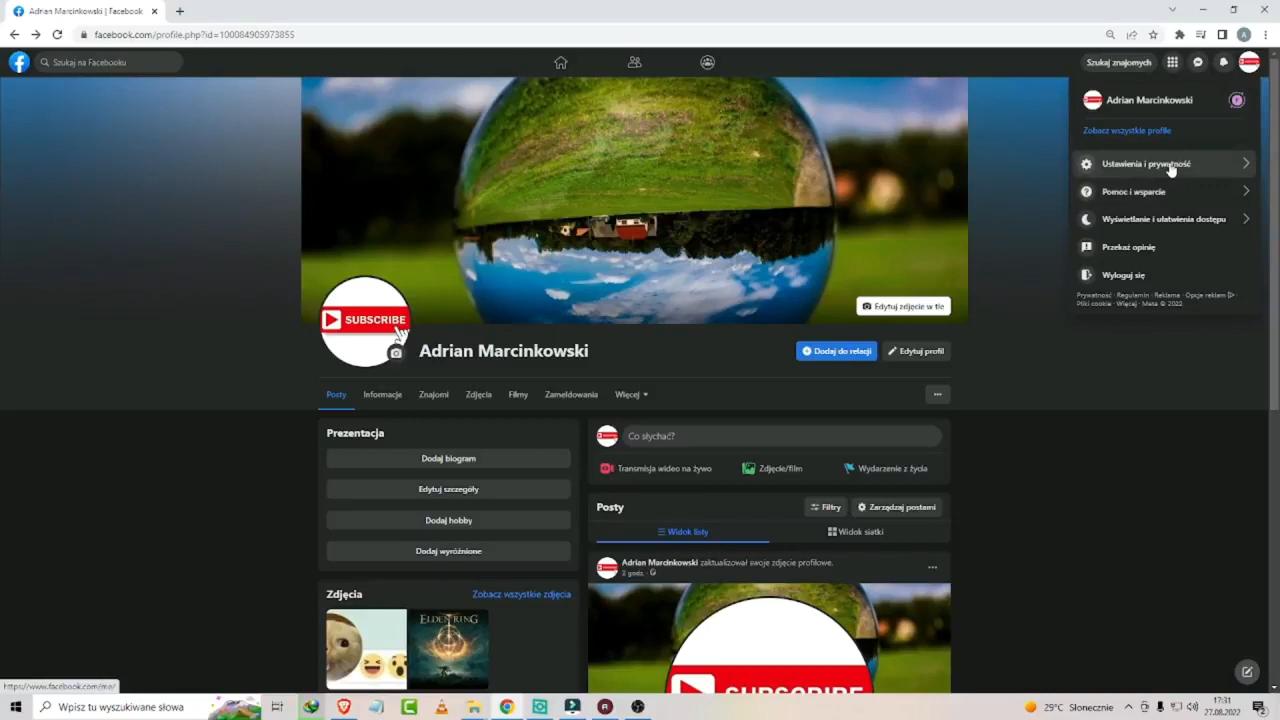 Adrian Marcinkowski | Facebook
facebook.com/profile.php?id=100084905973855
Szukaj na Facebooku
Szukaj znajomych
Adrian Marcinkowski
Zobacz wszystkie profile
Ustawienia i prywatność
Pomoc i wsparcie
Wyświetlanie i ułatwienia dostępu
Przekaż opinię
Wyloguj się
Prywatność · Regulamin · Reklama · Opcje reklam ·
Pliki cookie · Więcej · Meta © 2022
Edytuj zdjęcie w tle
SUBSCRIBE
Adrian Marcinkowski
Dodaj do relacji
Edytuj profil
Posty
Informacje
Znajomi
Zdjęcia
Filmy
Zameldowania
Więcej
Prezentacja
Dodaj biogram
Edytuj szczegóły
Dodaj hobby
Dodaj wyróżnione
Zdjęcia
Zobacz wszystkie zdjęcia
ELDEN RING
Co słychać?
Transmisja wideo na żywo
Zdjęcie/film
Wydarzenie z życia
Posty
Filtry
Zarządzaj postami
Widok listy
Widok siatki
Adrian Marcinkowski zaktualizował swoje zdjęcie profilowe.
2 godz. ·
SUBSCRIBE
https://www.facebook.com/me/
Wpisz tu wyszukiwane słowa
29°C Słonecznie
17:31
27.08.2022